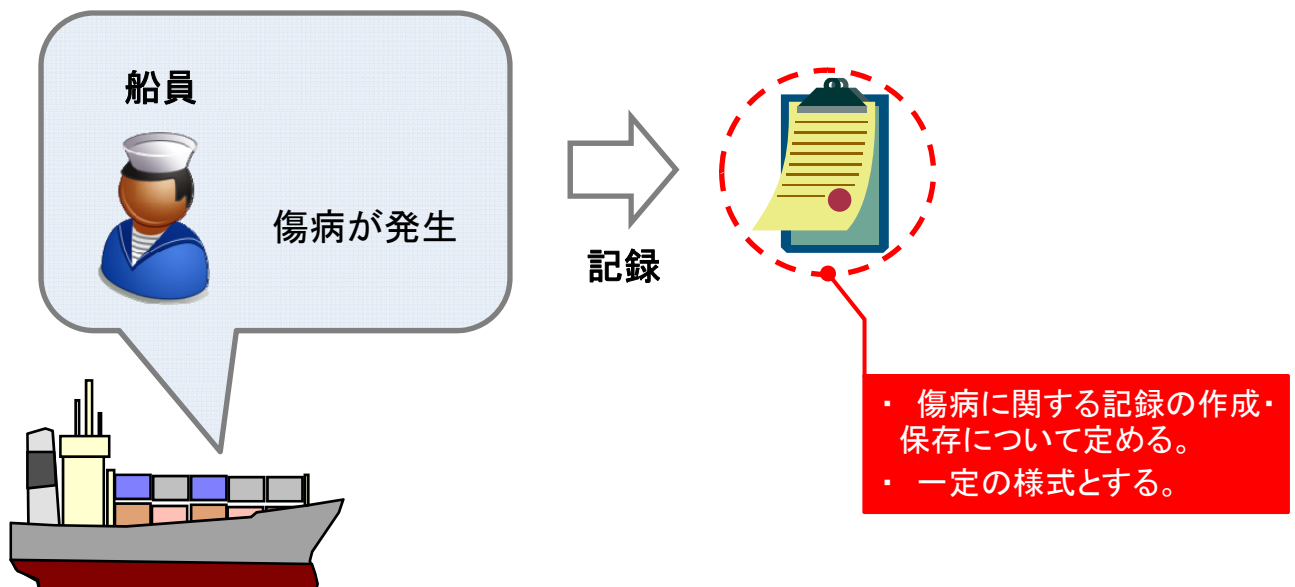 船員
傷病が発生
記録
・ 傷病に関する記録の作成・
保存について定める。
・ 一定の様式とする。